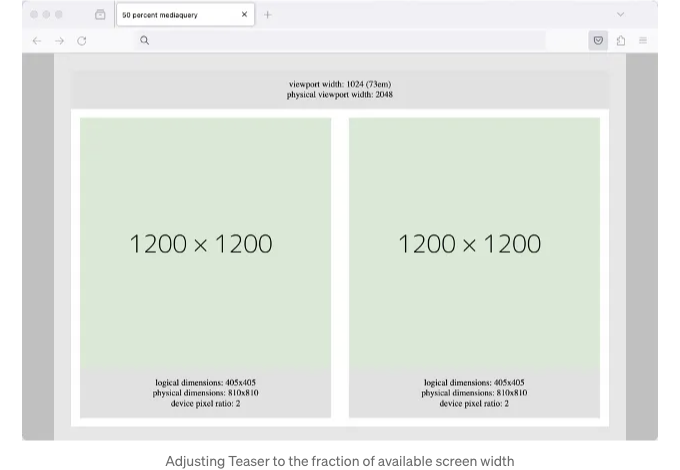 50 percent mediaquery
viewport width: 1024 (73em)
physical viewport width: 2048
1200 × 1200
1200 × 1200
logical dimensions: 405x405
physical dimensions: 810x810
device pixel ratio: 2
logical dimensions: 405x405
physical dimensions: 810x810
device pixel ratio: 2
Adjusting Teaser to the fraction of available screen width